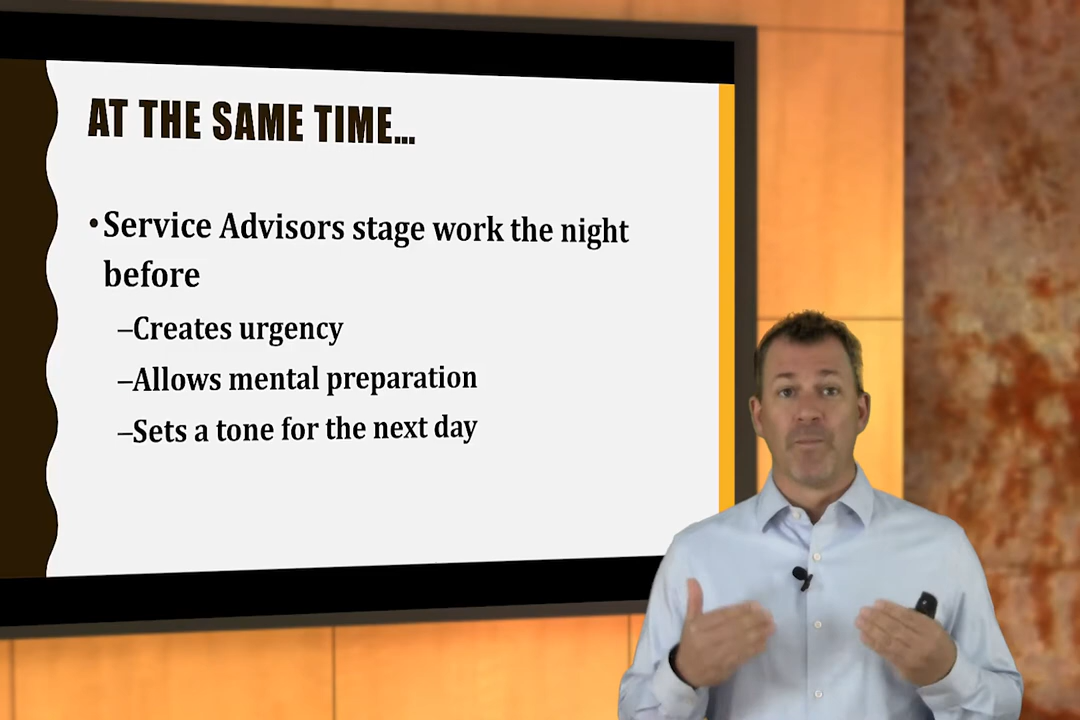 AT THE SAME TIME...
•Service Advisors stage work the night
before
–Creates urgency
–Allows mental preparation
–Sets a tone for the next day